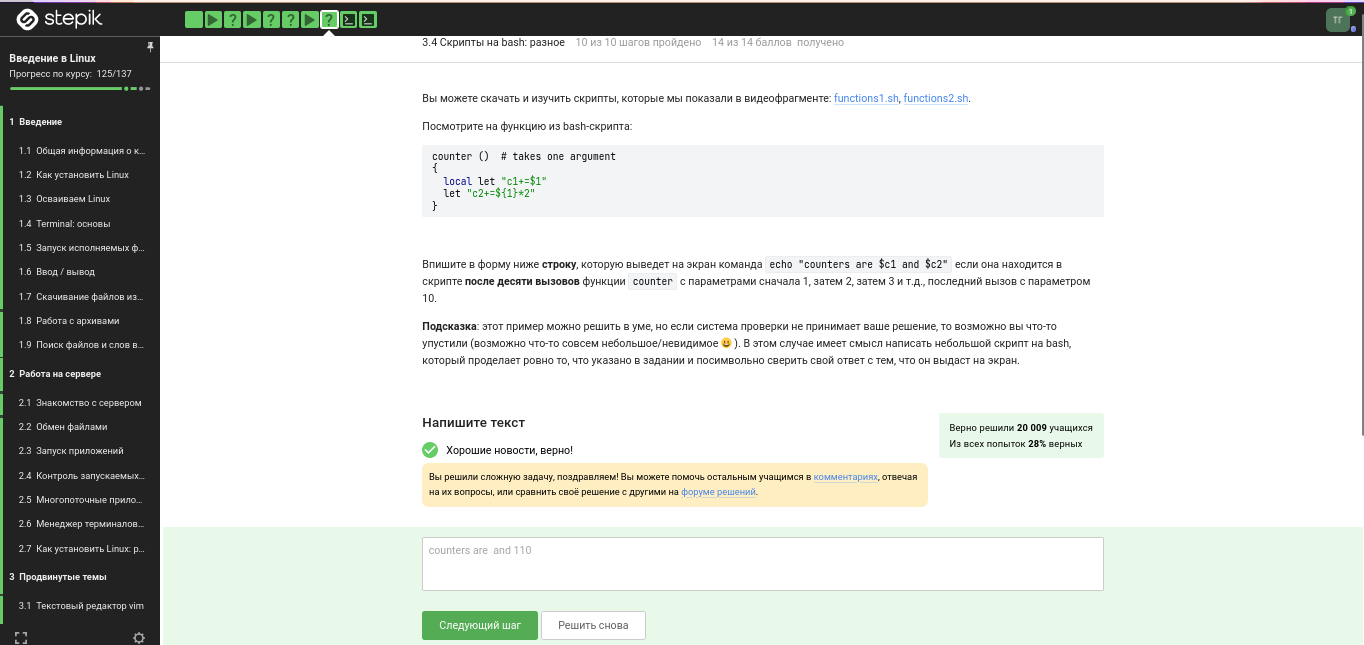 stepik
? ? ? ? ?
ТГ 1
Введение в Linux
Прогресс по курсу: 125/137
1 Введение
1.1 Общая информация о к...
1.2 Как установить Linux
1.3 Осваиваем Linux
1.4 Terminal: основы
1.5 Запуск исполняемых ф...
1.6 Ввод / вывод
1.7 Скачивание файлов из...
1.8 Работа с архивами
1.9 Поиск файлов и слов в...
2 Работа на сервере
2.1 Знакомство с сервером
2.2 Обмен файлами
2.3 Запуск приложений
2.4 Контроль запускаемых...
2.5 Многопоточные прило...
2.6 Менеджер терминалов...
2.7 Как установить Linux: р...
3 Продвинутые темы
3.1 Текстовый редактор vim
3.4 Скрипты на bash: разное 10 из 10 шагов пройдено 14 из 14 баллов получено
Вы можете скачать и изучить скрипты, которые мы показали в видеофрагменте: functions1.sh, functions2.sh.
Посмотрите на функцию из bash-скрипта:
counter () # takes one argument
{
local let "c1+=$1"
let "c2+=${1}*2"
}
Впишите в форму ниже строку, которую выведет на экран команда echo "counters are $c1 and $c2" если она находится в
скрипте после десяти вызовов функции counter с параметрами сначала 1, затем 2, затем 3 и т.д., последний вызов с параметром
10.
Подсказка: этот пример можно решить в уме, но если система проверки не принимает ваше решение, то возможно вы что-то
упустили (возможно что-то совсем небольшое/невидимое 😃 ). В этом случае имеет смысл написать небольшой скрипт на bash,
который проделает ровно то, что указано в задании и посимвольно сверить свой ответ с тем, что он выдаст на экран.
Напишите текст
Хорошие новости, верно!
Верно решили 20 009 учащихся
Из всех попыток 28% верных
Вы решили сложную задачу, поздравляем! Вы можете помочь остальным учащимся в комментариях, отвечая
на их вопросы, или сравнить своё решение с другими на форуме решений.
counters are  and 110
Следующий шаг Решить снова